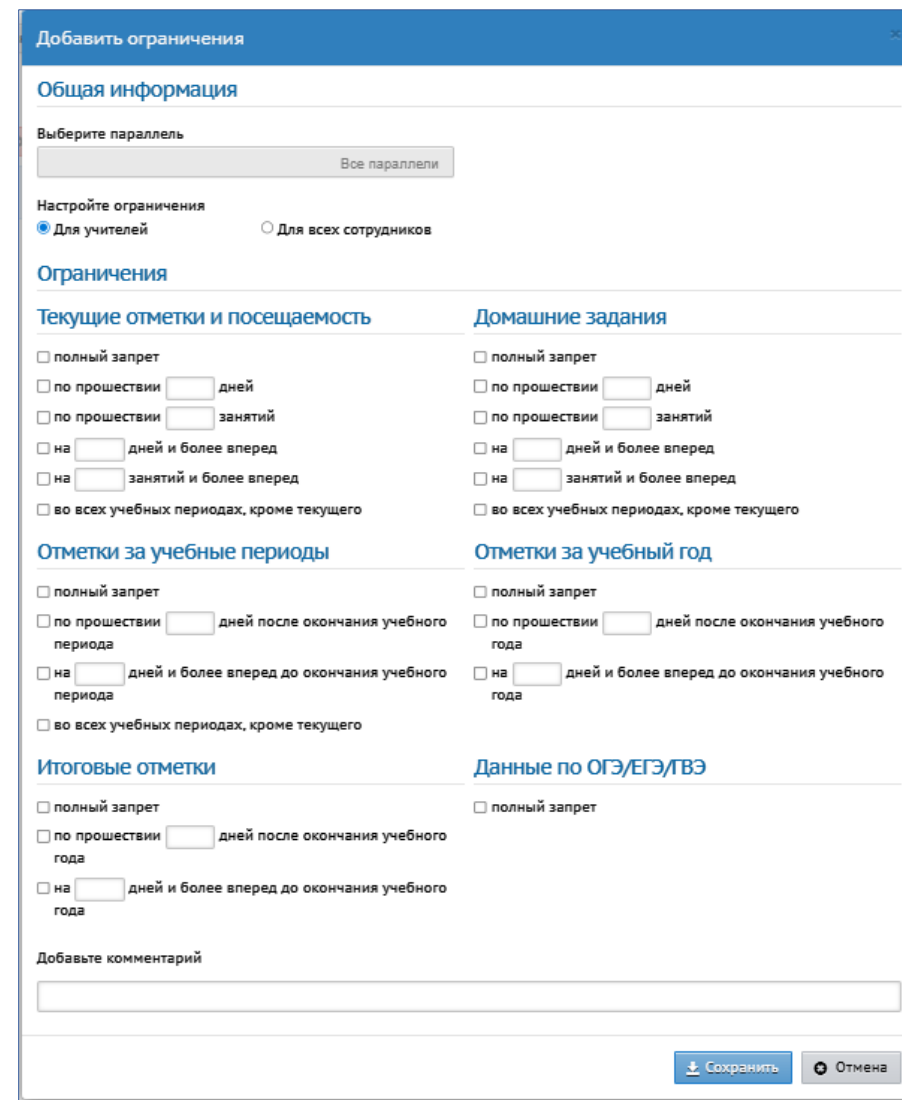 Добавить ограничения
Общая информация
Выберите параллель
Все параллели
Настройте ограничения
Для учителей
Для всех сотрудников
Ограничения
Текущие отметки и посещаемость
полный запрет
по прошествии дней
по прошествии занятий
на дней и более вперед
на занятий и более вперед
во всех учебных периодах, кроме текущего
Домашние задания
полный запрет
по прошествии дней
по прошествии занятий
на дней и более вперед
на занятий и более вперед
во всех учебных периодах, кроме текущего
Отметки за учебные периоды
полный запрет
по прошествии дней после окончания учебного
периода
на дней и более вперед до окончания учебного
периода
во всех учебных периодах, кроме текущего
Отметки за учебный год
полный запрет
по прошествии дней после окончания учебного
года
на дней и более вперед до окончания учебного
года
Итоговые отметки
полный запрет
по прошествии дней после окончания учебного
года
на дней и более вперед до окончания учебного
года
Данные по ОГЭ/ЕГЭ/ГВЭ
полный запрет
Добавьте комментарий
Сохранить
Отмена